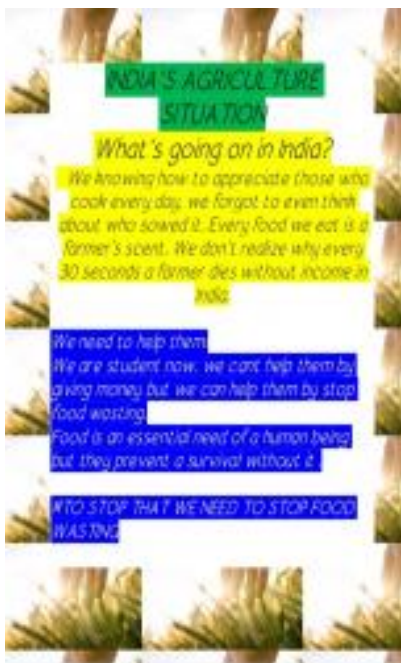 INDIA'S AGRICULTURE
SITUATION
What's going on in India?
We knowing how to appreciate those who
cook every day, we forgot to even think
about who sowed it. Every food we eat is a
farmer's scent. We don't realize why every
30 seconds a farmer dies without income in
India.
We need to help them
We are student now. we cant help them by
giving money but we can help them by stop
food wasting.
Food is an essential need of a human being
but they prevent a survival without it .
#TO STOP THAT WE NEED TO STOP FOOD
WASTING